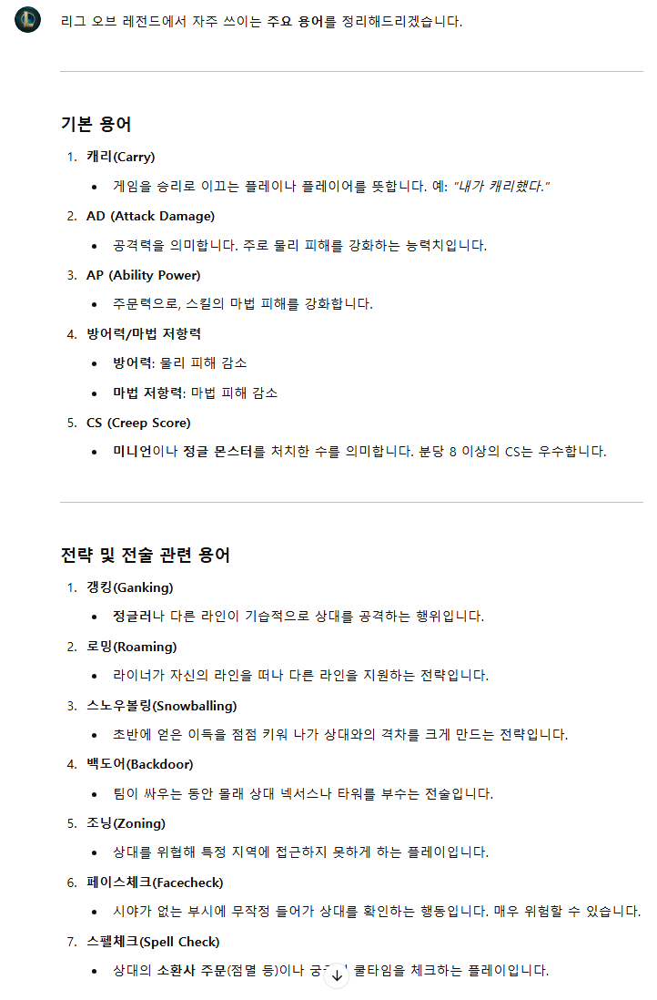 리그 오브 레전드에서 자주 쓰이는 주요 용어를 정리해드리겠습니다.
기본 용어
1. 캐리(Carry)
• 게임을 승리로 이끄는 플레이나 플레이어를 뜻합니다. 예: "내가 캐리했다."
2. AD (Attack Damage)
• 공격력을 의미합니다. 주로 물리 피해를 강화하는 능력치입니다.
3. AP (Ability Power)
• 주문력으로, 스킬의 마법 피해를 강화합니다.
4. 방어력/마법 저항력
• 방어력: 물리 피해 감소
• 마법 저항력: 마법 피해 감소
5. CS (Creep Score)
• 미니언이나 정글 몬스터를 처치한 수를 의미합니다. 분당 8 이상의 CS는 우수합니다.
전략 및 전술 관련 용어
1. 갱킹(Ganking)
• 정글러나 다른 라인이 기습적으로 상대를 공격하는 행위입니다.
2. 로밍(Roaming)
• 라이너가 자신의 라인을 떠나 다른 라인을 지원하는 전략입니다.
3. 스노우볼링(Snowballing)
• 초반에 얻은 이득을 점점 키워 나가 상대와의 격차를 크게 만드는 전략입니다.
4. 백도어(Backdoor)
• 팀이 싸우는 동안 몰래 상대 넥서스나 타워를 부수는 전술입니다.
5. 조닝(Zoning)
• 상대를 위협해 특정 지역에 접근하지 못하게 하는 플레이입니다.
6. 페이스체크(Facecheck)
• 시야가 없는 부시에 무작정 들어가 상대를 확인하는 행동입니다. 매우 위험할 수 있습니다.
7. 스펠체크(Spell Check)
• 상대의 소환사 주문(점멸 등)이나 쿨타임을 체크하는 플레이입니다.